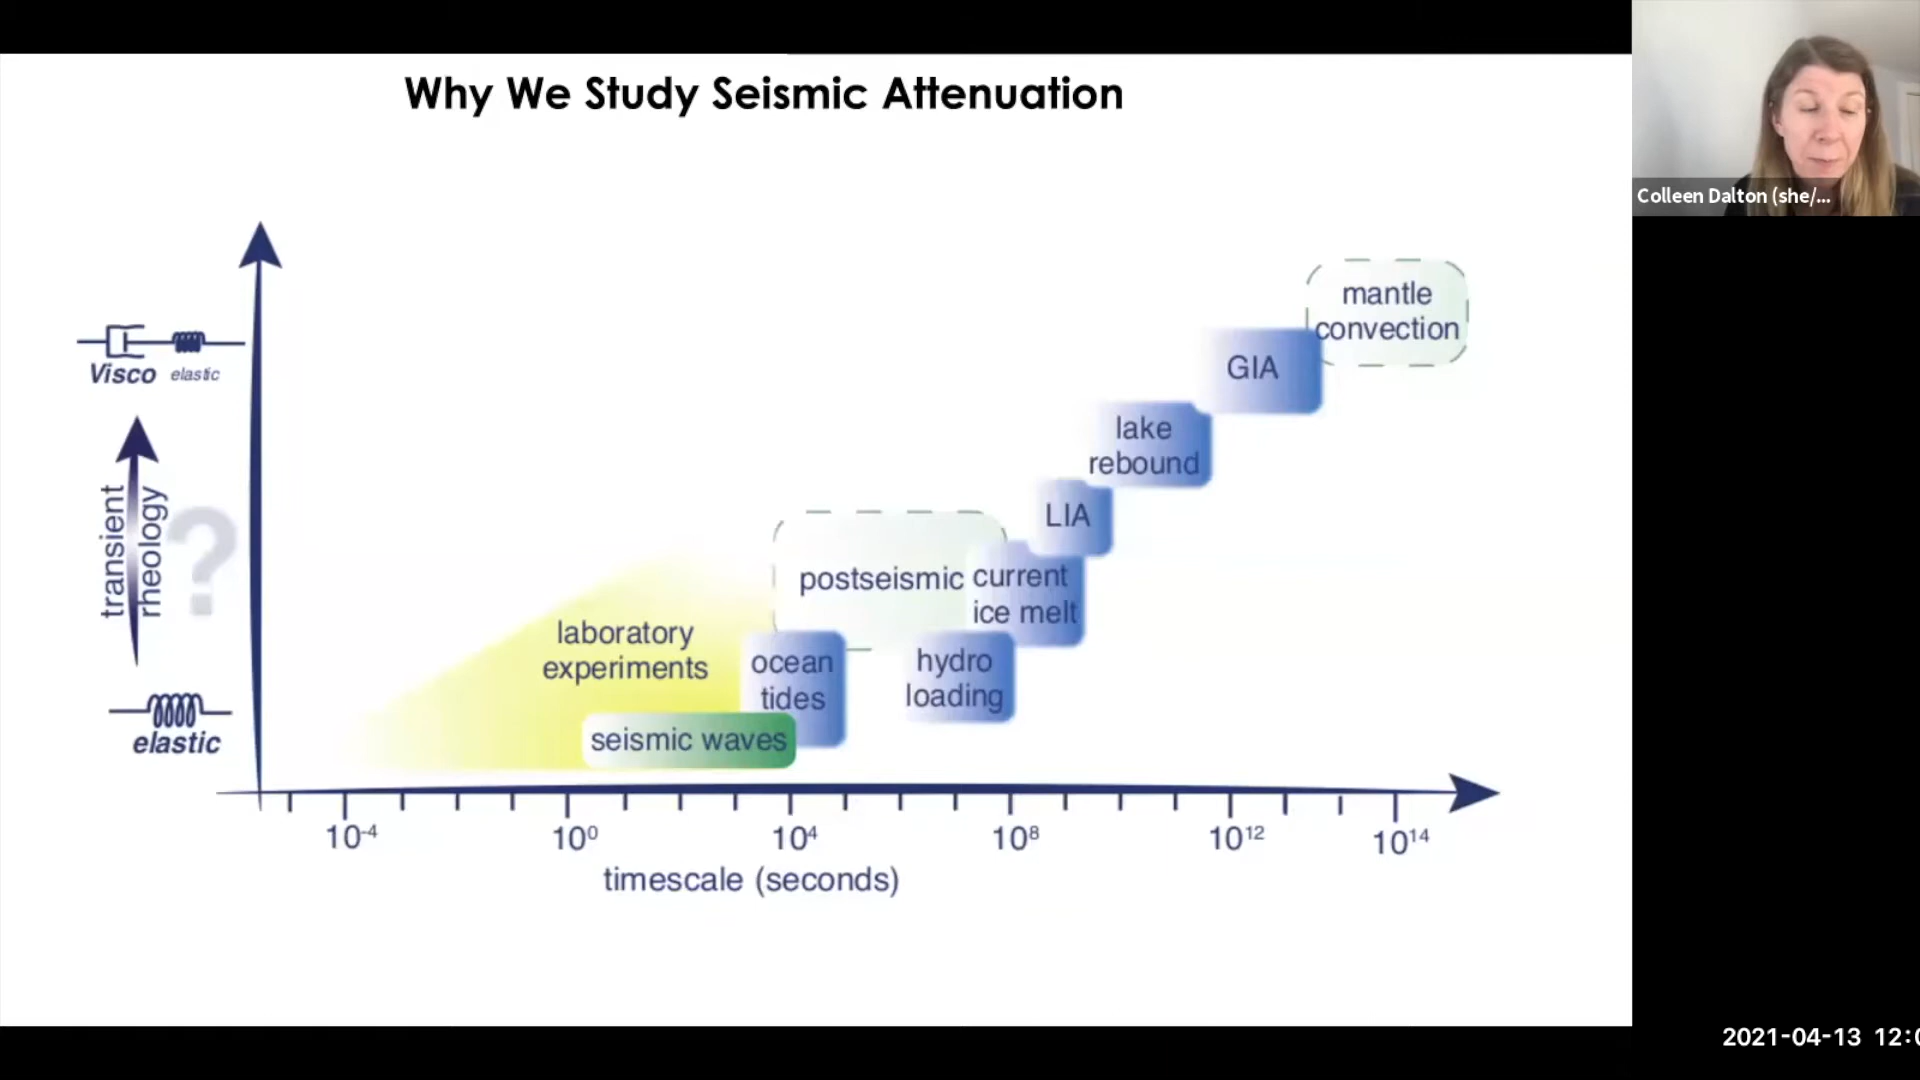 Why We Study Seismic Attenuation
Colleen Dalton (she/...
mantle
convection
GIA
Visco elastic
lake
rebound
LIA
transient
rheology
?
postseismic
current
ice melt
laboratory
experiments
ocean
tides
hydro
loading
seismic waves
elastic
10⁻⁴
10⁰
10⁴
10⁸
10¹²
10¹⁴
timescale (seconds)
2021-04-13 12:0